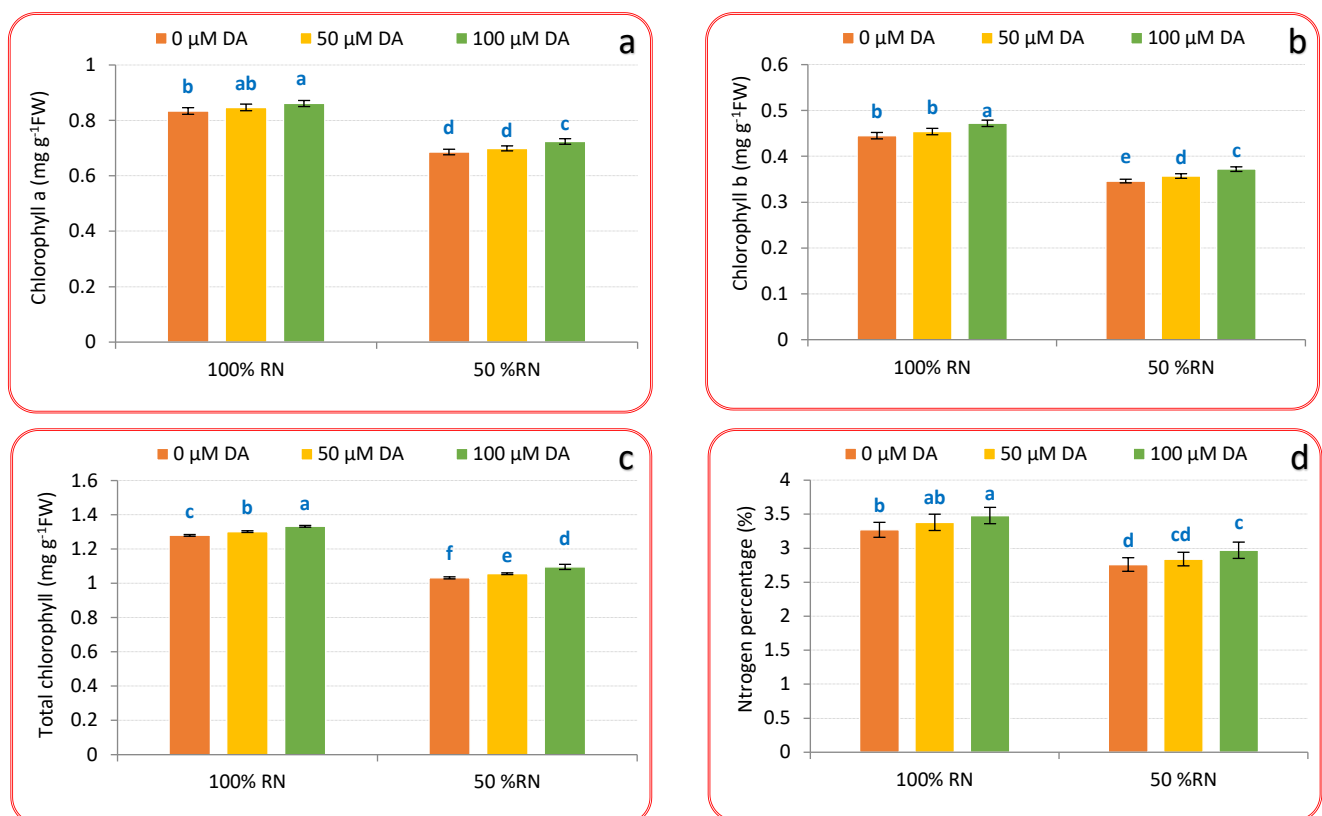 0 µM DA 50 µM DA 100 µM DA a
1
0.8
0.6
0.4
0.2
0
Chlorophyll a (mg g⁻¹FW)
b ab a
d d c
100% RN 50 %RN
0 µM DA 50 µM DA 100 µM DA b
0.6
0.5
0.4
0.3
0.2
0.1
0
Chlorophyll b (mg g⁻¹FW)
b b a
e d c
100% RN 50 %RN
0 µM DA 50 µM DA 100 µM DA c
1.6
1.4
1.2
1
0.8
0.6
0.4
0.2
0
Total chlorophyll (mg g⁻¹FW)
c b a
f e d
100% RN 50 %RN
0 µM DA 50 µM DA 100 µM DA d
4
3.5
3
2.5
2
1.5
1
0.5
0
Ntrogen percentage (%)
b ab a
d cd c
100% RN 50 %RN